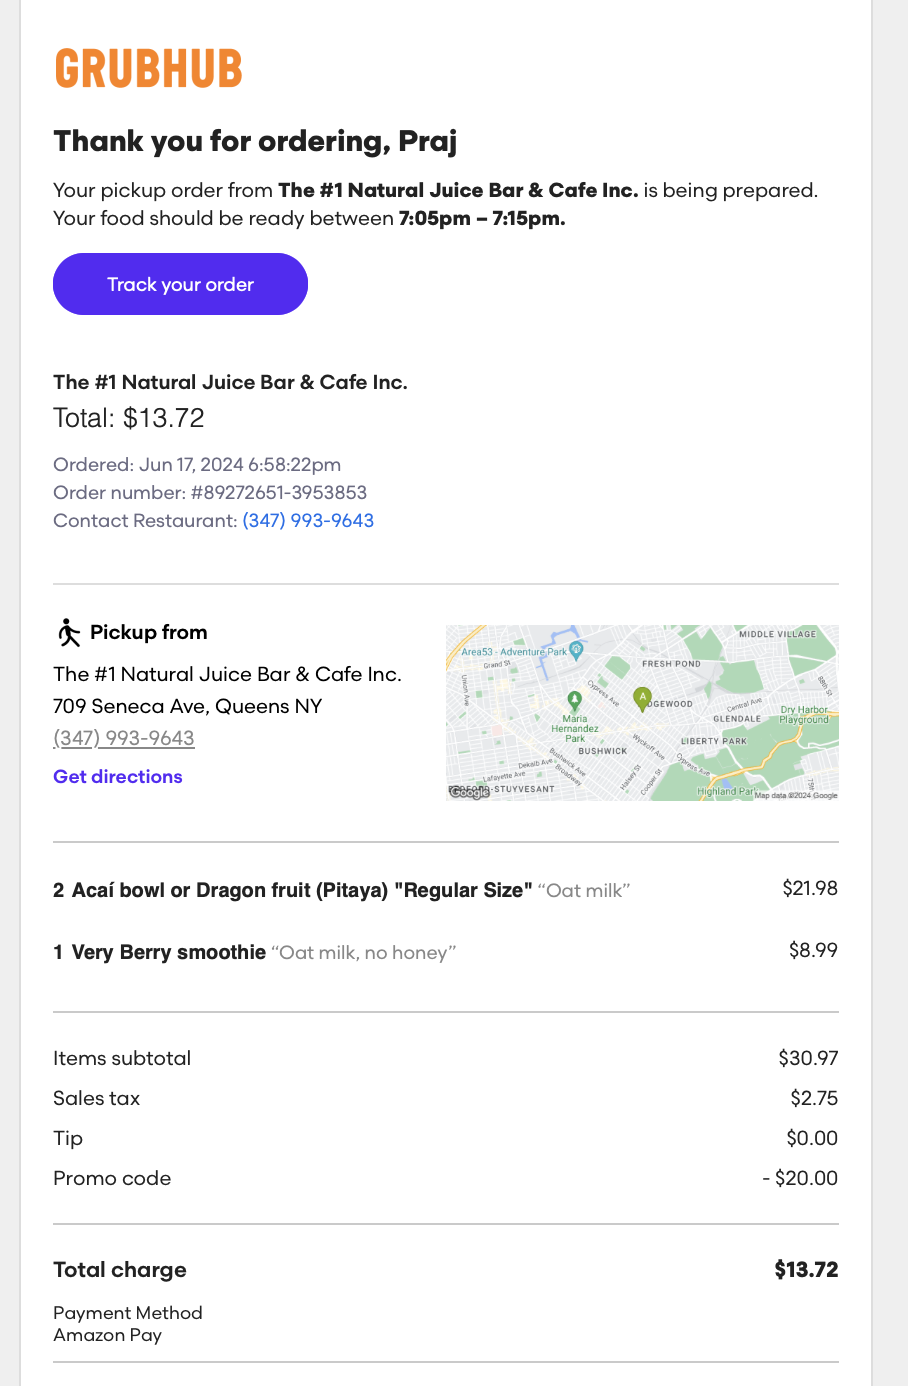 GRUBHUB
Thank you for ordering, Praj
Your pickup order from The #1 Natural Juice Bar & Cafe Inc. is being prepared.
Your food should be ready between 7:05pm – 7:15pm.
Track your order
The #1 Natural Juice Bar & Cafe Inc.
Total: $13.72
Ordered: Jun 17, 2024 6:58:22pm
Order number: #89272651-3953853
Contact Restaurant: (347) 993-9643
Pickup from
The #1 Natural Juice Bar & Cafe Inc.
709 Seneca Ave, Queens NY
(347) 993-9643
Get directions
MIDDLE VILLAGE
Area53 - Adventure Park
Grand St
FRESH POND
Union Ave
Cypress Ave
68th St
A
DGEWOOD
Central Ave
Maria
Hernandez
Park
GLENDALE
Dry Harbor
Playground
LIBERTY PARK
Wyckoff Ave
BUSHWICK
Bushwick Ave
Dekalb Ave
Broadway
Cypress Ave
Halsey St
Cooper St
Lafayette Ave
-STUYVESANT
Google
Highland Par
Map data ©2024 Google
2 Acaí bowl or Dragon fruit (Pitaya) "Regular Size" “Oat milk” $21.98
1 Very Berry smoothie “Oat milk, no honey” $8.99
Items subtotal $30.97
Sales tax $2.75
Tip $0.00
Promo code - $20.00
Total charge $13.72
Payment Method
Amazon Pay